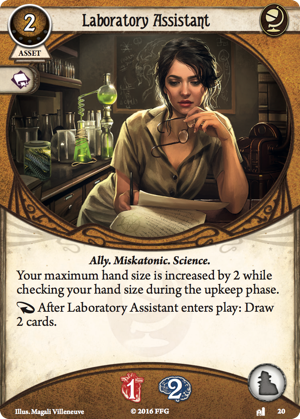 2
Laboratory Assistant
ASSET
Ally. Miskatonic. Science.
Your maximum hand size is increased by 2 while
checking your hand size during the upkeep phase.
After Laboratory Assistant enters play: Draw
2 cards.
1
2
Illus. Magali Villeneuve
© 2016 FFG
20